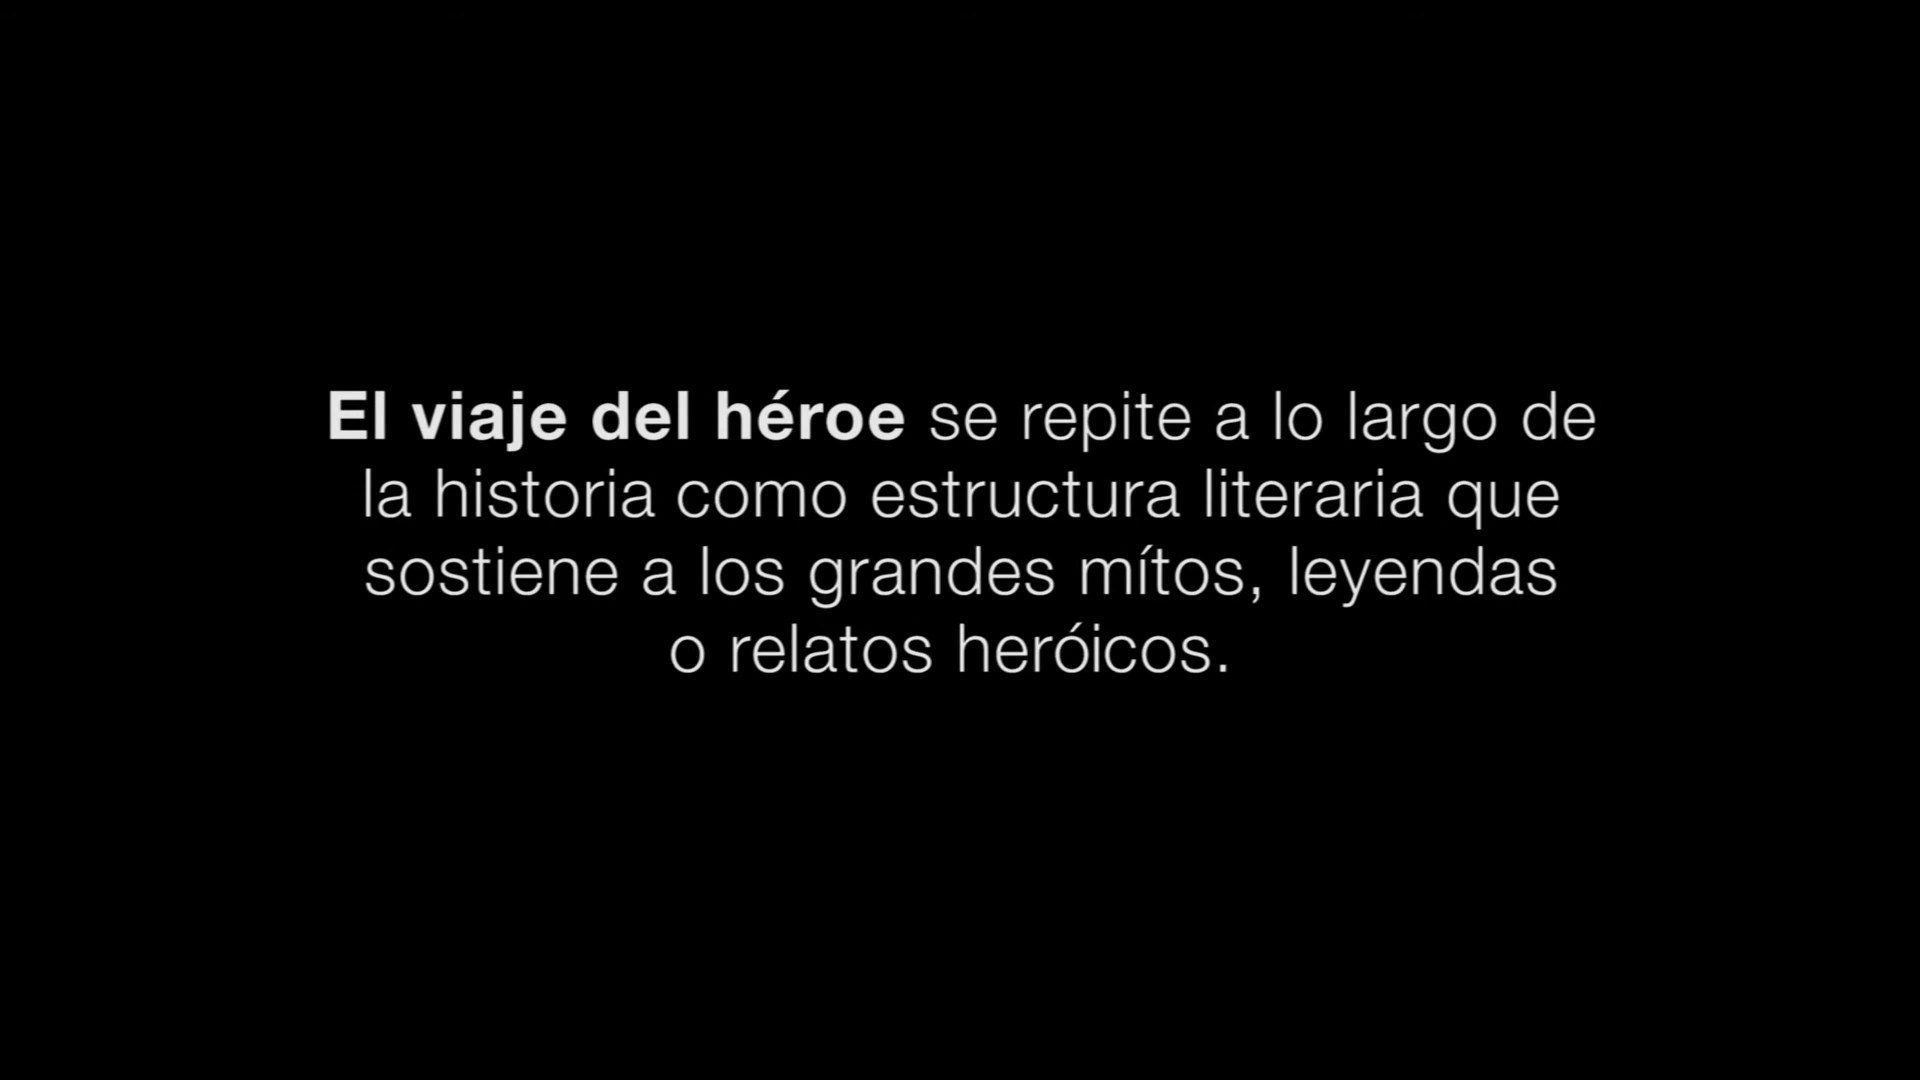 El viaje del héroe se repite a lo largo de
la historia como estructura literaria que
sostiene a los grandes mítos, leyendas
o relatos heróicos.